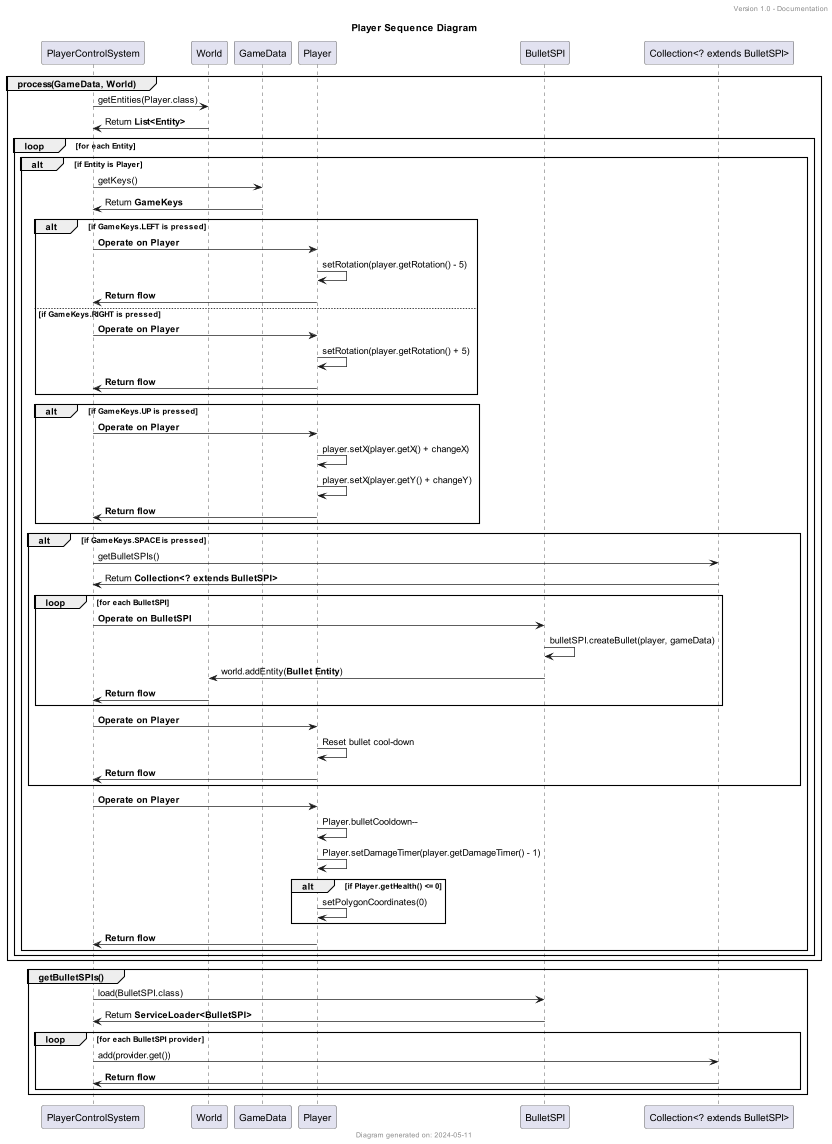 Version 1.0 - Documentation
Player Sequence Diagram
PlayerControlSystem World GameData Player BulletSPI Collection<? extends BulletSPI>
process(GameData, World)
getEntities(Player.class)
Return List<Entity>
loop [for each Entity]
alt [if Entity is Player]
getKeys()
Return GameKeys
alt [if GameKeys.LEFT is pressed]
Operate on Player
setRotation(player.getRotation() - 5)
Return flow
[if GameKeys.RIGHT is pressed]
Operate on Player
setRotation(player.getRotation() + 5)
Return flow
alt [if GameKeys.UP is pressed]
Operate on Player
player.setX(player.getX() + changeX)
player.setX(player.getY() + changeY)
Return flow
alt [if GameKeys.SPACE is pressed]
getBulletSPIs()
Return Collection<? extends BulletSPI>
loop [for each BulletSPI]
Operate on BulletSPI
bulletSPI.createBullet(player, gameData)
world.addEntity(Bullet Entity)
Return flow
Operate on Player
Reset bullet cool-down
Return flow
Operate on Player
Player.bulletCooldown--
Player.setDamageTimer(player.getDamageTimer() - 1)
alt [if Player.getHealth() <= 0]
setPolygonCoordinates(0)
Return flow
getBulletSPIs()
load(BulletSPI.class)
Return ServiceLoader<BulletSPI>
loop [for each BulletSPI provider]
add(provider.get())
Return flow
PlayerControlSystem World GameData Player BulletSPI Collection<? extends BulletSPI>
Diagram generated on: 2024-05-11